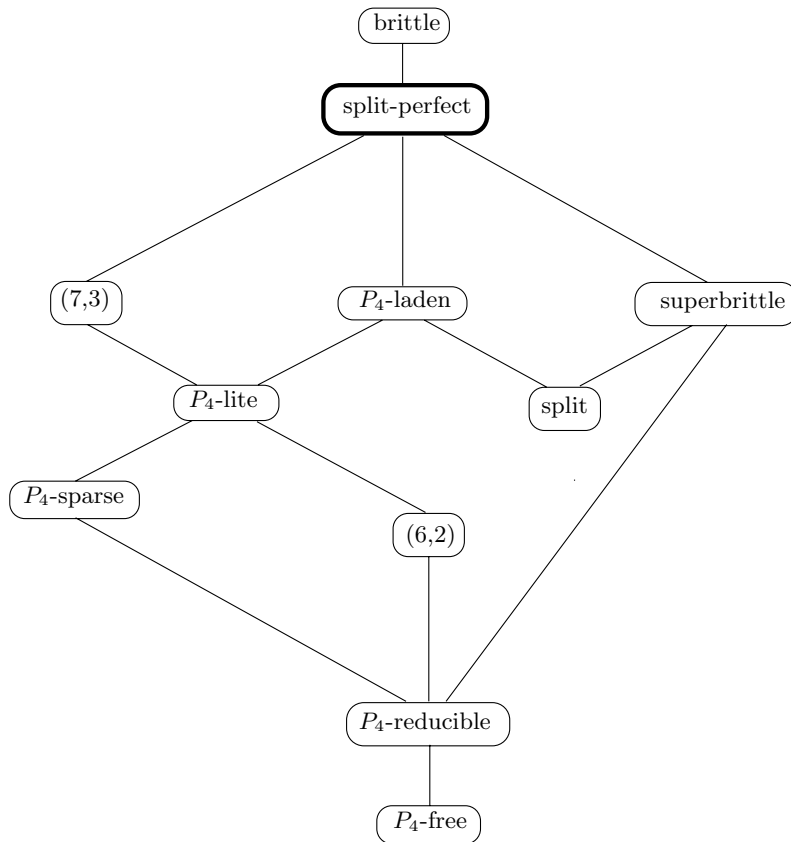 brittle
split-perfect
(7,3)
P₄-laden
superbrittle
P₄-lite
split
P₄-sparse
(6,2)
P₄-reducible
P₄-free